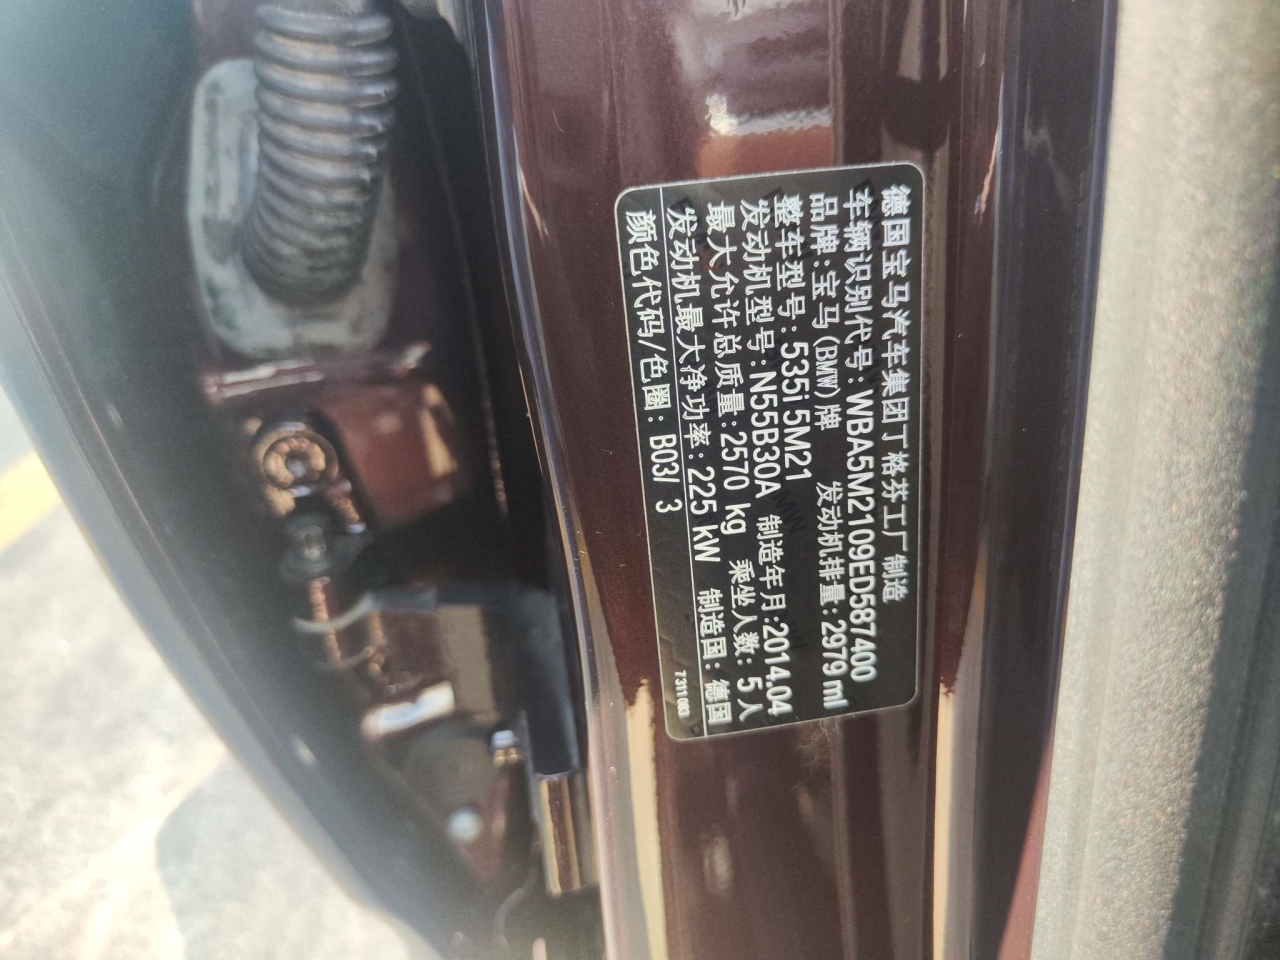 德国宝马汽车集团丁格芬工厂制造
车辆识别代号:WBA5M2109ED587400
品牌:宝马(BMW)牌 发动机排量:2979 ml
整车型号:535i 5M21
发动机型号:N55B30A 制造年月:2014.04
最大允许总质量:2570 kg 乘坐人数:5人
发动机最大净功率:225 kW 制造国:德国
颜色代码/色圈:B03/ 3
7311 083